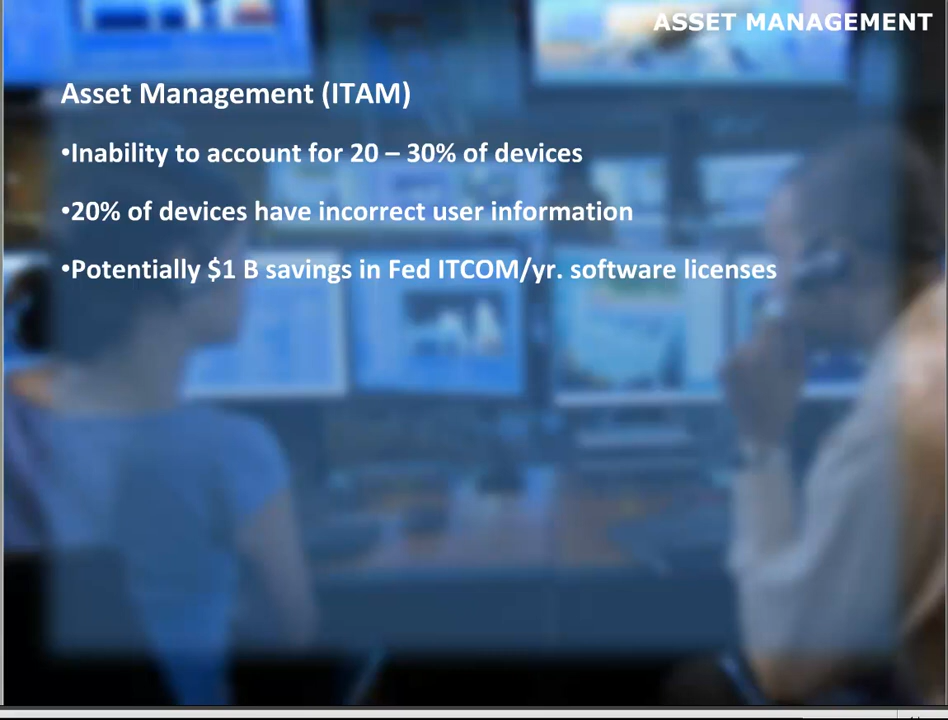 ASSET MANAGEMENT
Asset Management (ITAM)
•Inability to account for 20 – 30% of devices
•20% of devices have incorrect user information
•Potentially $1 B savings in Fed ITCOM/yr. software licenses